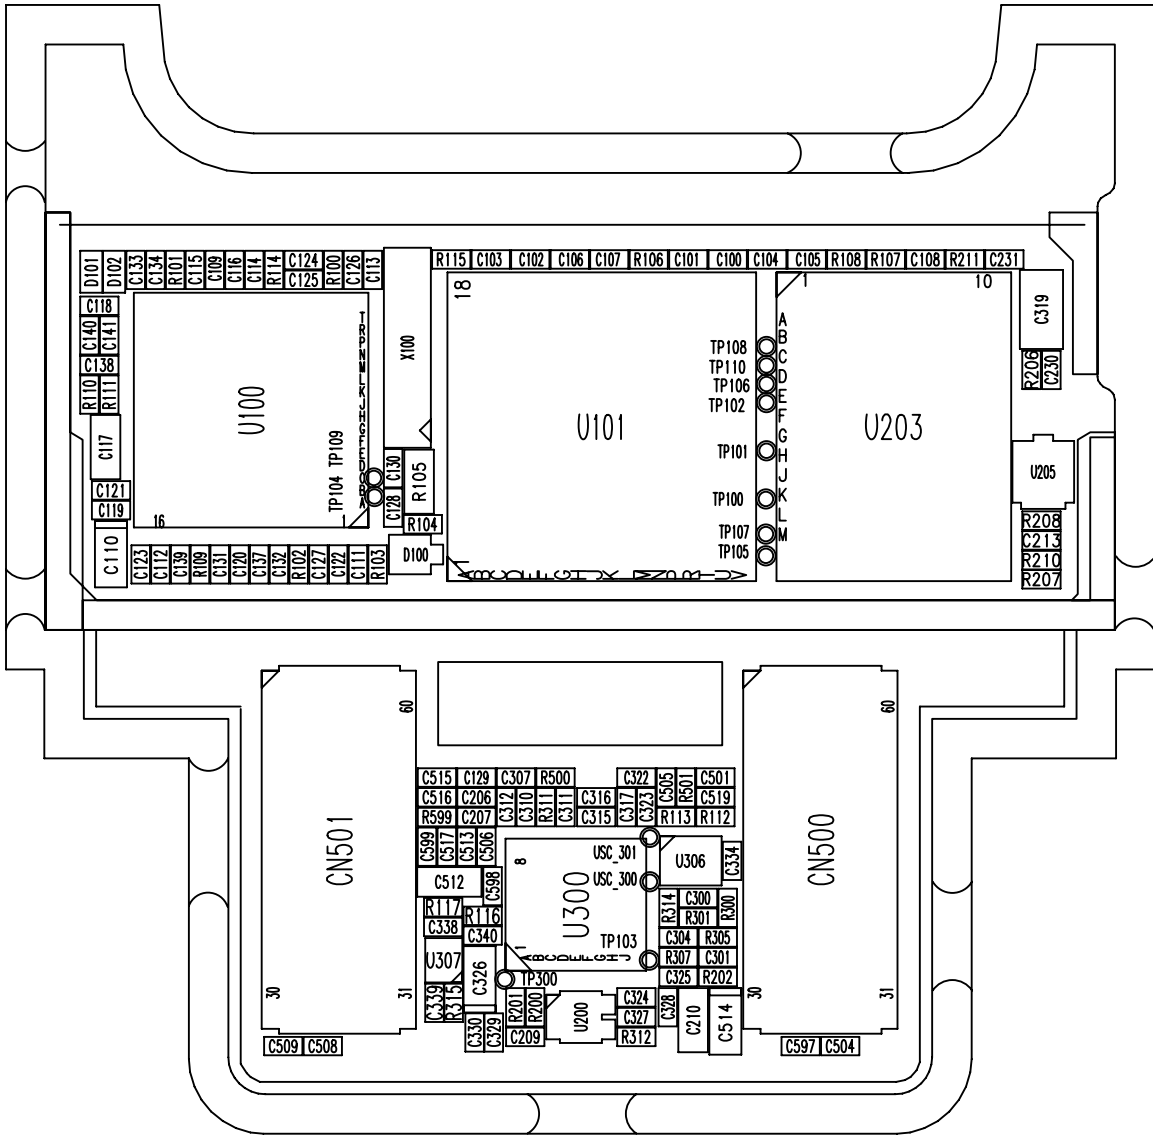 D101 D102 C133 C134 R101 C115 C109 C116 C114 R114 C124 R100 C126 C113
C125
R115 C103 C102 C106 C107 R106 C101 C100 C104 C105 R108 R107 C108 R211 C231
C118
C140 C141
C138
R110 R111
C117
C121
C119
C110
T
R
P
N
M
L
K
J
H
G
F
E
D
C
B
A
U100
TP104 TP109
16 1
X100
C130 R105
C128
R104
D100
C123 C112 C139 R109 C131 C120 C137 C132 R102 C127 C122 C111 R103
18
U101
1
A B C D E F G H J K L M N P R T U V
TP108
TP110
TP106
TP102
TP101
TP100
TP107
TP105
1 10
A
B
C
D
E
F
G
H
J
K
L
M
U203
C319
R206 C230
U205
R208
C213
R210
R207
60
CN501
30 31
C509 C508
C515 C129 C307 R500 C322 C505 R501 C501
C516 C206 C312 C310 R311 C311 C316 C317 C323 C519
R599 C207 C315 R113 R112
C599 C517 C513 C506
C512 C598
R117 R116
C338 C340
U307 C326
C339 R315
C330 C329
8
USC_301
USC_300
U300
TP103
1
A B C D E F G H J
TP300
R201 R200 U200
C209
C324
C327
R312
U306 C334
R314 C300 R300
R301
C304 R305
R307 C301
C325 R202
C328 C210 C514
60
CN500
30 31
C597 C504